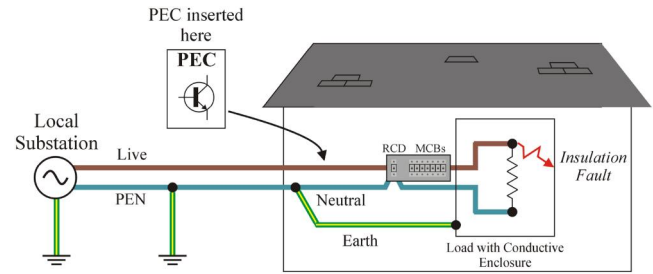 PEC inserted
here
PEC
Local
Substation
Live
PEN
RCD MCBs
Neutral
Earth
Insulation
Fault
Load with Conductive
Enclosure